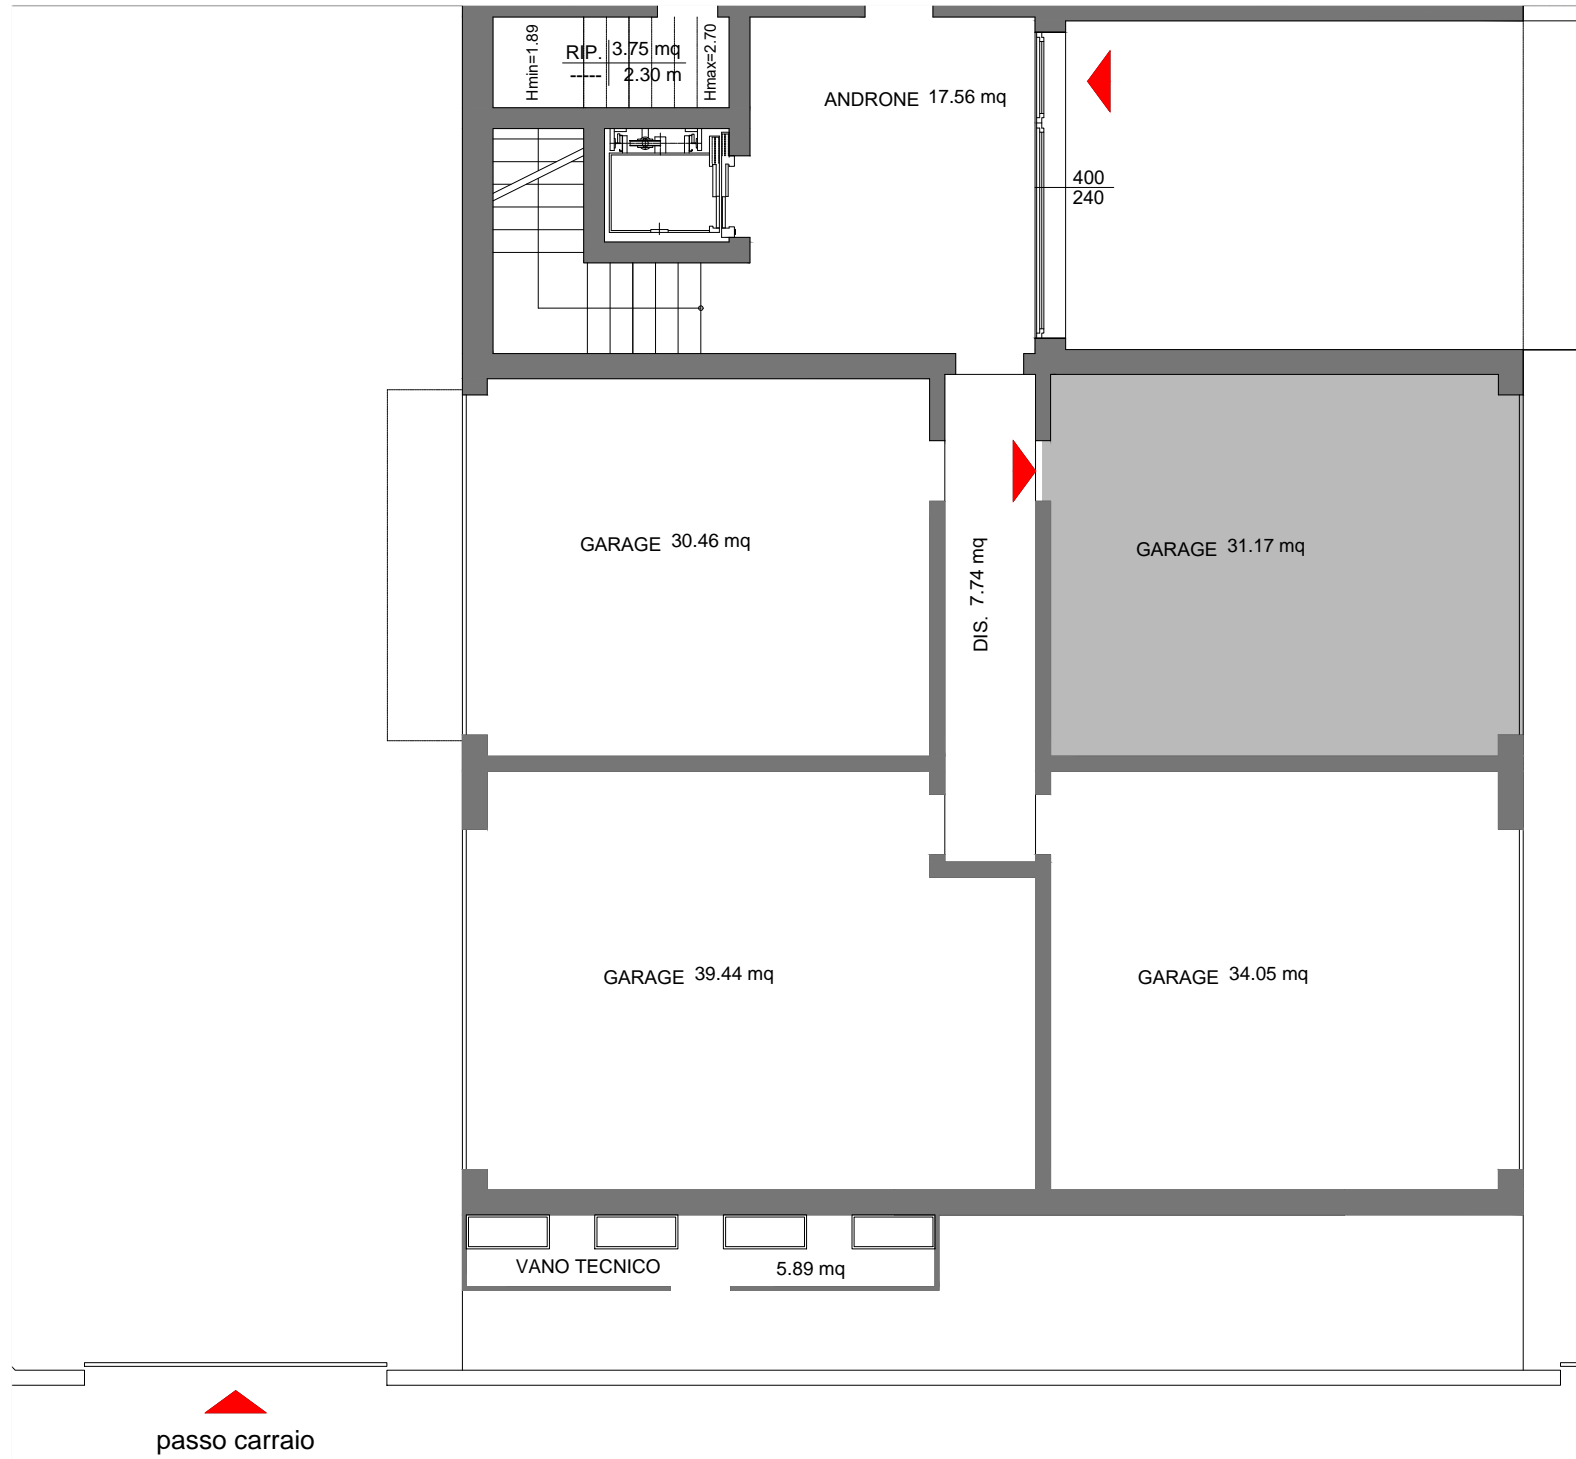 Hmin=1.89
RIP. 3.75 mq
----- 2.30 m
Hmax=2.70
ANDRONE 17.56 mq
400
240
GARAGE 30.46 mq
DIS. 7.74 mq
GARAGE 31.17 mq
GARAGE 39.44 mq
GARAGE 34.05 mq
VANO TECNICO 5.89 mq
passo carraio